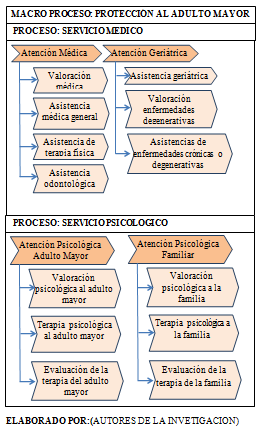 MACRO PROCESO: PROTECCIÓN AL ADULTO MAYOR
PROCESO: SERVICIO MEDICO
Atención Médica
Valoración
médica
Asistencia
médica general
Asistencia de
terapia física
Asistencia
odontológica
Atención Geriátrica
Asistencia geriátrica
Valoración
enfermedades
degenerativas
Asistencias de
enfermedades crónicas o
degenerativas
PROCESO: SERVICIO PSICOLOGICO
Atención Psicológica
Adulto Mayor
Valoración
psicológica al adulto
mayor
Terapia psicológica
al adulto mayor
Evaluación de la
terapia del adulto
mayor
Atención Psicológica
Familiar
Valoración
psicológica a la
familia
Terapia psicológica a
la familia
Evaluación de la
terapia de la familia
ELABORADO POR:(AUTORES DE LA INVETIGACION)